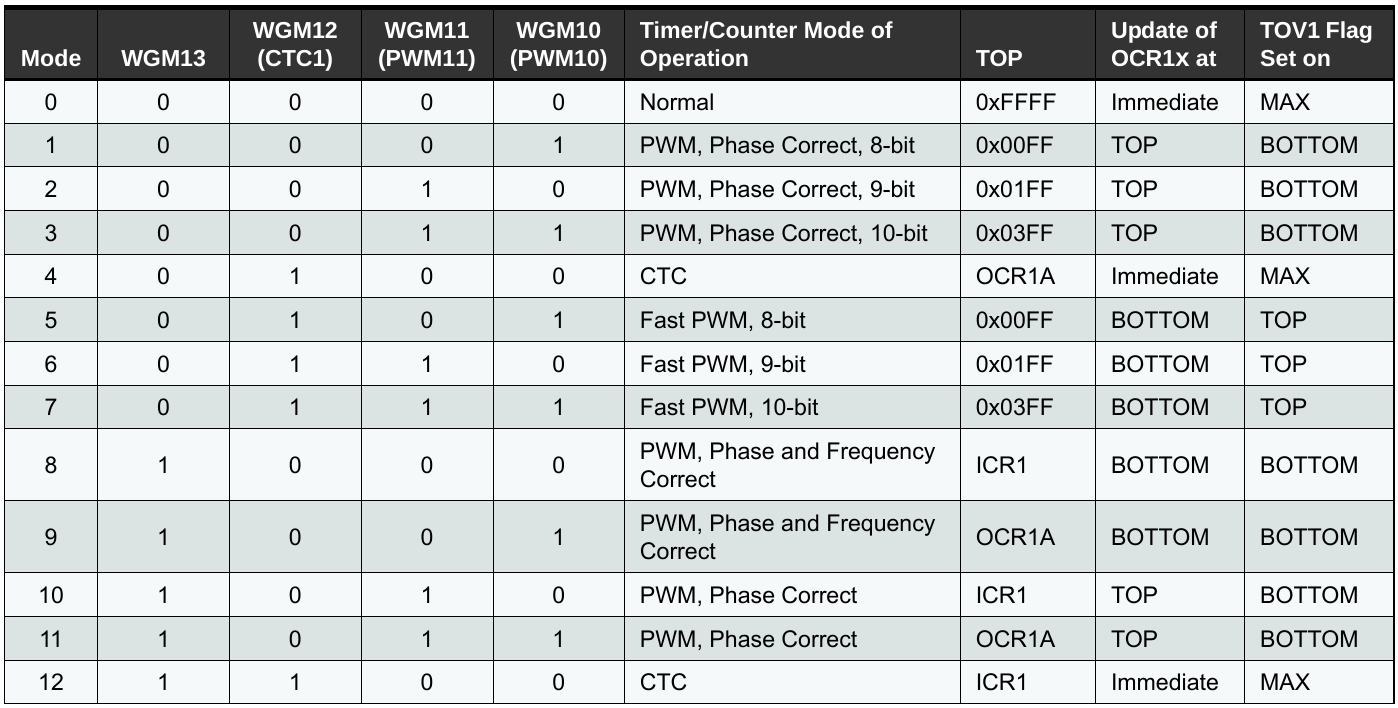 Mode WGM13 WGM12 (CTC1) WGM11 (PWM11) WGM10 (PWM10) Timer/Counter Mode of Operation TOP Update of OCR1x at TOV1 Flag Set on
0 0 0 0 0 Normal 0xFFFF Immediate MAX
1 0 0 0 1 PWM, Phase Correct, 8-bit 0x00FF TOP BOTTOM
2 0 0 1 0 PWM, Phase Correct, 9-bit 0x01FF TOP BOTTOM
3 0 0 1 1 PWM, Phase Correct, 10-bit 0x03FF TOP BOTTOM
4 0 1 0 0 CTC OCR1A Immediate MAX
5 0 1 0 1 Fast PWM, 8-bit 0x00FF BOTTOM TOP
6 0 1 1 0 Fast PWM, 9-bit 0x01FF BOTTOM TOP
7 0 1 1 1 Fast PWM, 10-bit 0x03FF BOTTOM TOP
8 1 0 0 0 PWM, Phase and Frequency Correct ICR1 BOTTOM BOTTOM
9 1 0 0 1 PWM, Phase and Frequency Correct OCR1A BOTTOM BOTTOM
10 1 0 1 0 PWM, Phase Correct ICR1 TOP BOTTOM
11 1 0 1 1 PWM, Phase Correct OCR1A TOP BOTTOM
12 1 1 0 0 CTC ICR1 Immediate MAX